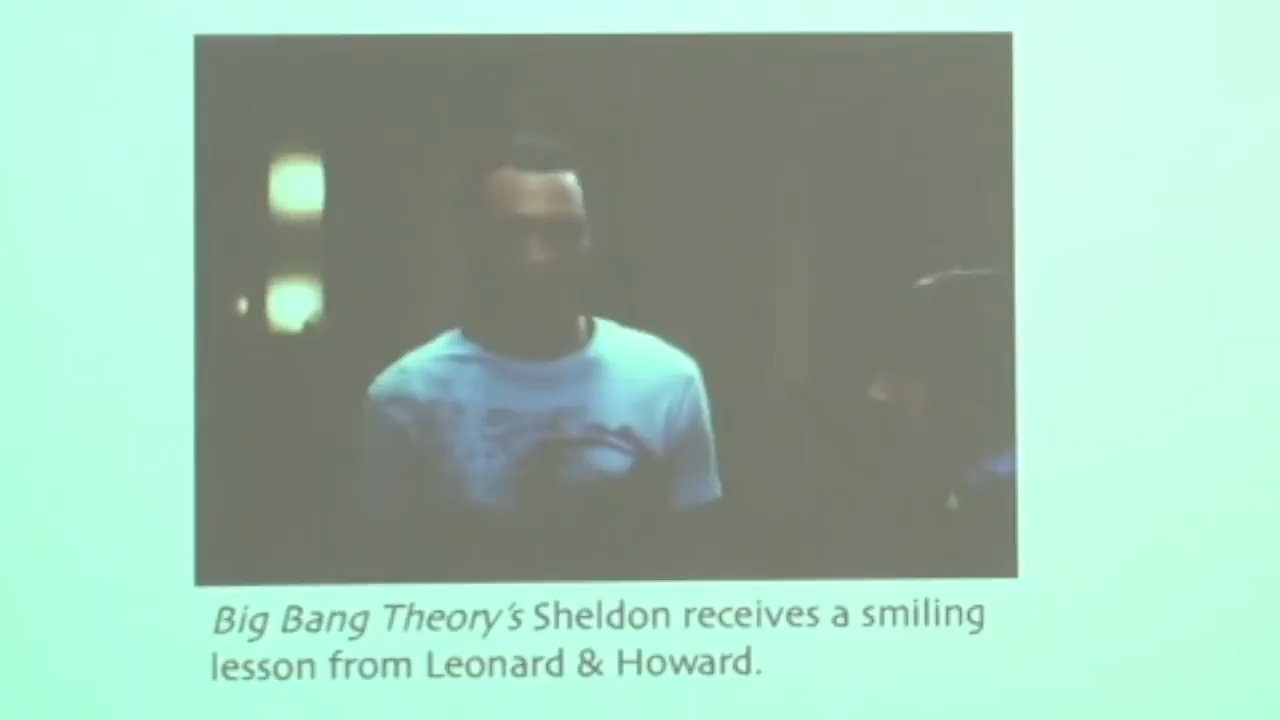 Big Bang Theory's Sheldon receives a smiling
lesson from Leonard & Howard.